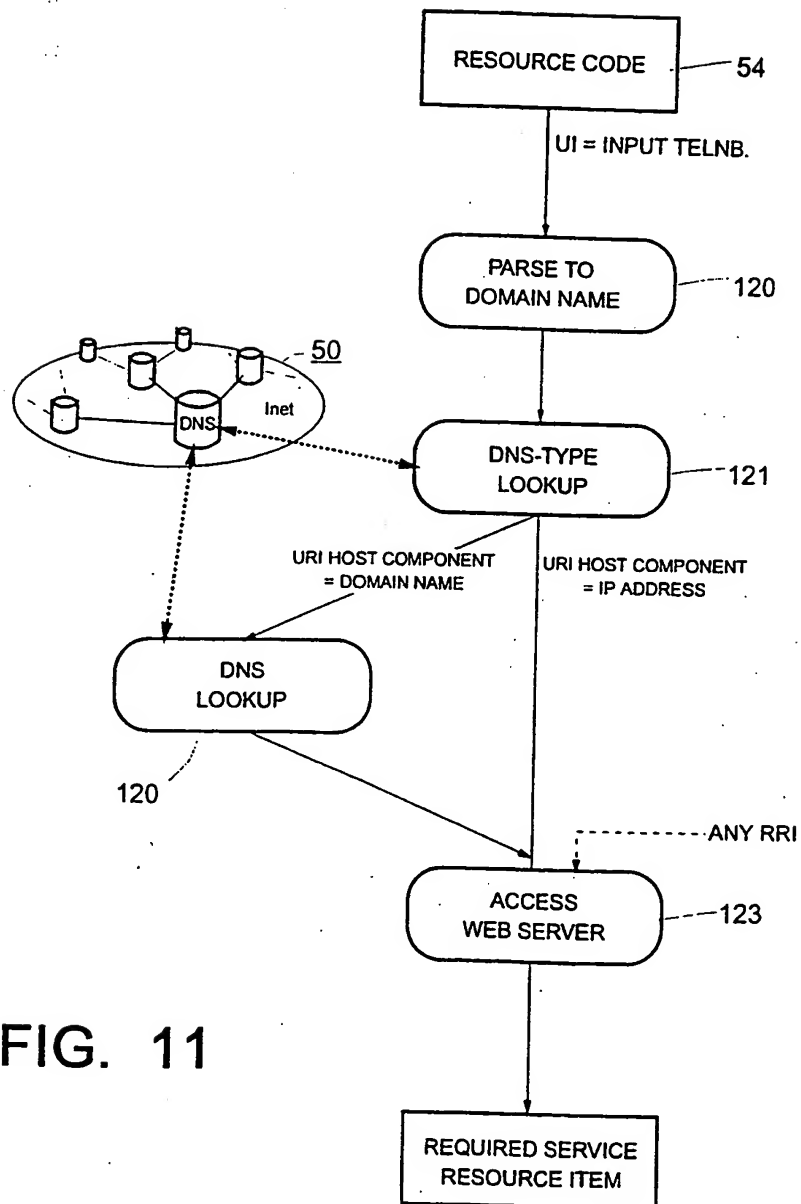 RESOURCE CODE
54
UI = INPUT TELNB.
PARSE TO
DOMAIN NAME
120
50
Inet
DNS
DNS-TYPE
LOOKUP
121
URI HOST COMPONENT
= DOMAIN NAME
URI HOST COMPONENT
= IP ADDRESS
DNS
LOOKUP
120
ANY RRI
ACCESS
WEB SERVER
123
FIG. 11
REQUIRED SERVICE
RESOURCE ITEM